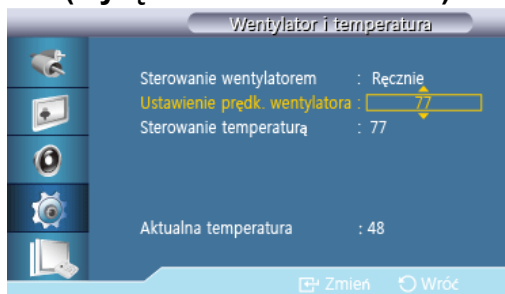 Wentylator i temperatura
Sterowanie wentylatorem : Ręcznie
Ustawienie prędk. wentylatora : 77
Sterowanie temperaturą : 77
Aktualna temperatura : 48
Zmień Wróć